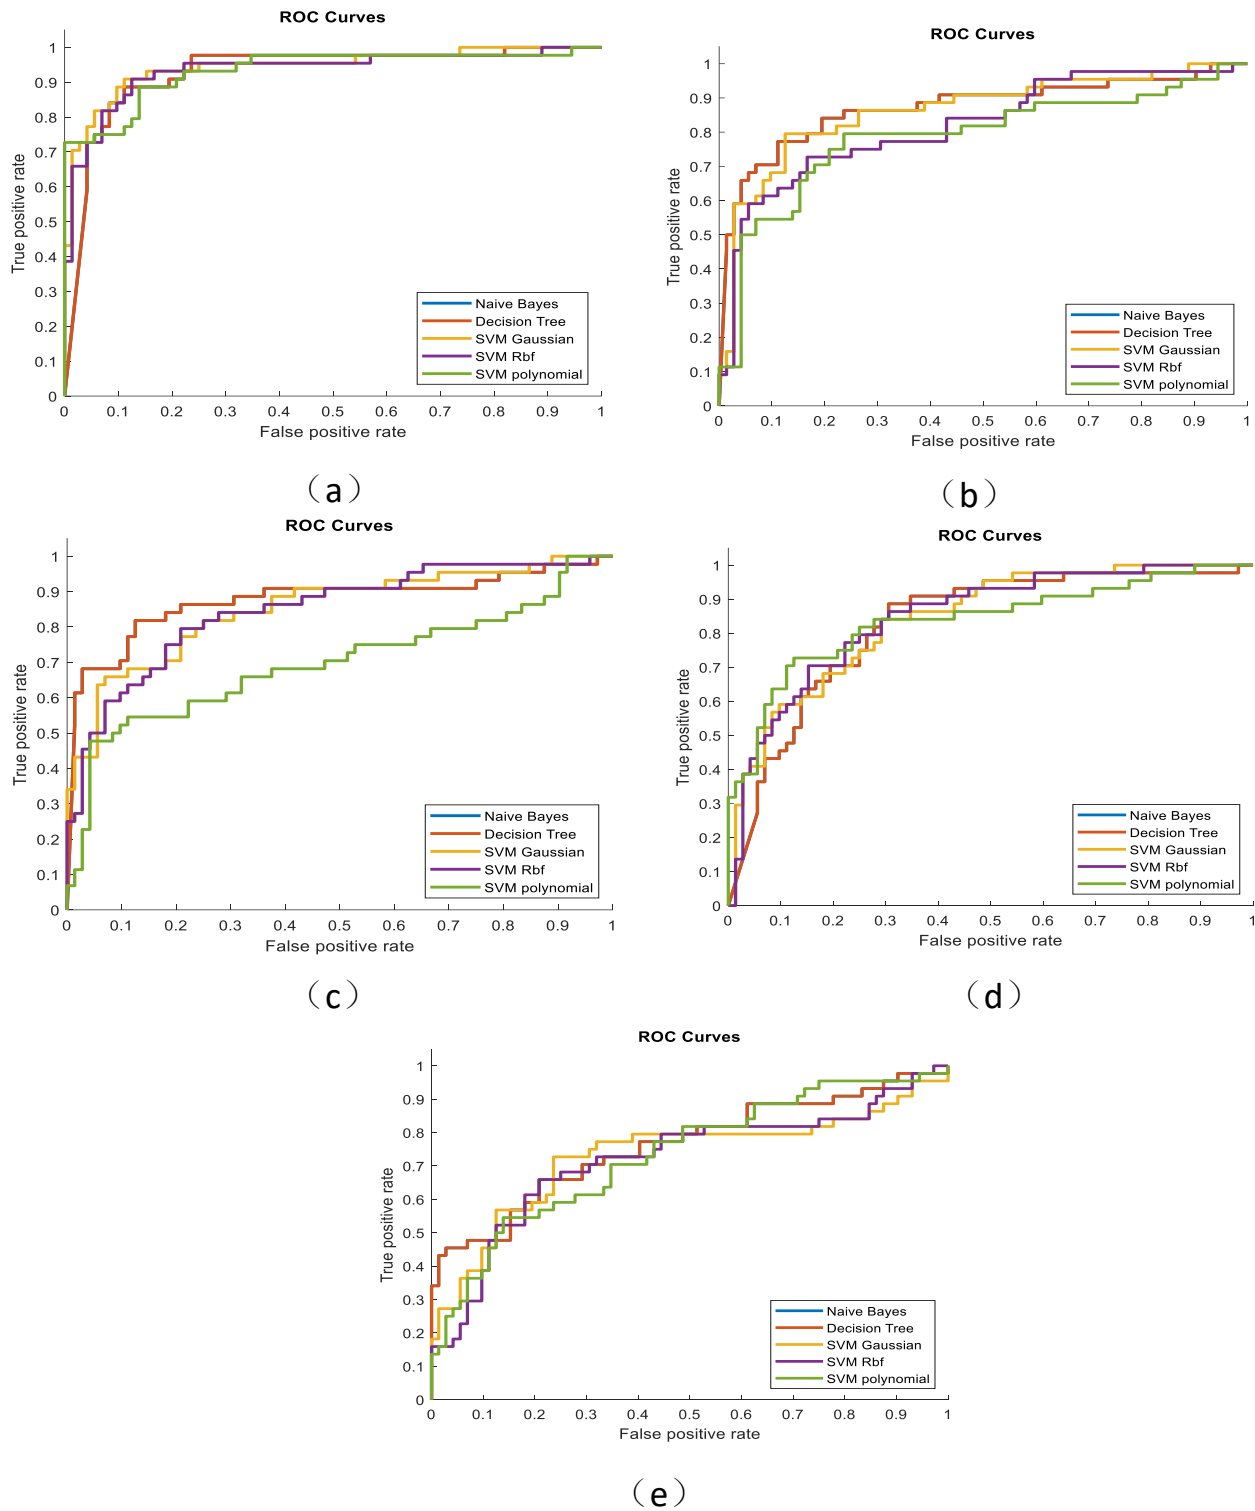 ROC Curves
1
0.9
0.8
0.7
0.6
0.5
0.4
0.3
0.2
0.1
0
True positive rate
Naive Bayes
Decision Tree
SVM Gaussian
SVM Rbf
SVM polynomial
0 0.1 0.2 0.3 0.4 0.5 0.6 0.7 0.8 0.9 1
False positive rate
（a）
ROC Curves
1
0.9
0.8
0.7
0.6
0.5
0.4
0.3
0.2
0.1
0
True positive rate
Naive Bayes
Decision Tree
SVM Gaussian
SVM Rbf
SVM polynomial
0 0.1 0.2 0.3 0.4 0.5 0.6 0.7 0.8 0.9 1
False positive rate
（b）
ROC Curves
1
0.9
0.8
0.7
0.6
0.5
0.4
0.3
0.2
0.1
0
True positive rate
Naive Bayes
Decision Tree
SVM Gaussian
SVM Rbf
SVM polynomial
0 0.1 0.2 0.3 0.4 0.5 0.6 0.7 0.8 0.9 1
False positive rate
（c）
ROC Curves
1
0.9
0.8
0.7
0.6
0.5
0.4
0.3
0.2
0.1
0
True positive rate
Naive Bayes
Decision Tree
SVM Gaussian
SVM Rbf
SVM polynomial
0 0.1 0.2 0.3 0.4 0.5 0.6 0.7 0.8 0.9 1
False positive rate
（d）
ROC Curves
1
0.9
0.8
0.7
0.6
0.5
0.4
0.3
0.2
0.1
0
True positive rate
Naive Bayes
Decision Tree
SVM Gaussian
SVM Rbf
SVM polynomial
0 0.1 0.2 0.3 0.4 0.5 0.6 0.7 0.8 0.9 1
False positive rate
（e）